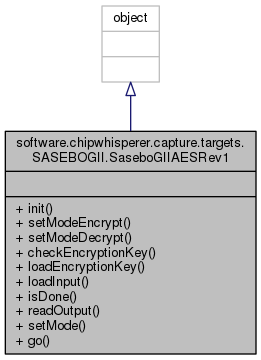 object
software.chipwhisperer.capture.targets.
SASEBOGII.SaseboGIIAESRev1
+ init()
+ setModeEncrypt()
+ setModeDecrypt()
+ checkEncryptionKey()
+ loadEncryptionKey()
+ loadInput()
+ isDone()
+ readOutput()
+ setMode()
+ go()